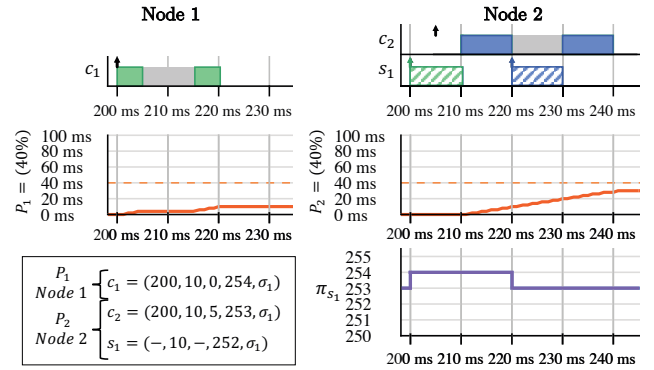 Node 1
c₁
200 ms 210 ms 220 ms 230 ms
P₁ = (40%)
100 ms
80 ms
60 ms
40 ms
20 ms
0 ms
200 ms 210 ms 220 ms 230 ms
P₁
Node 1
c₁ = (200, 10, 0, 254, σ₁)
P₂
Node 2
c₂ = (200, 10, 5, 253, σ₁)
s₁ = (−, 10, −, 252, σ₁)
Node 2
c₂
s₁
200 ms 210 ms 220 ms 230 ms 240 ms
P₂ = (40%)
100 ms
80 ms
60 ms
40 ms
20 ms
0 ms
200 ms 210 ms 220 ms 230 ms 240 ms
π_s₁
255
254
253
252
251
250
200 ms 210 ms 220 ms 230 ms 240 ms